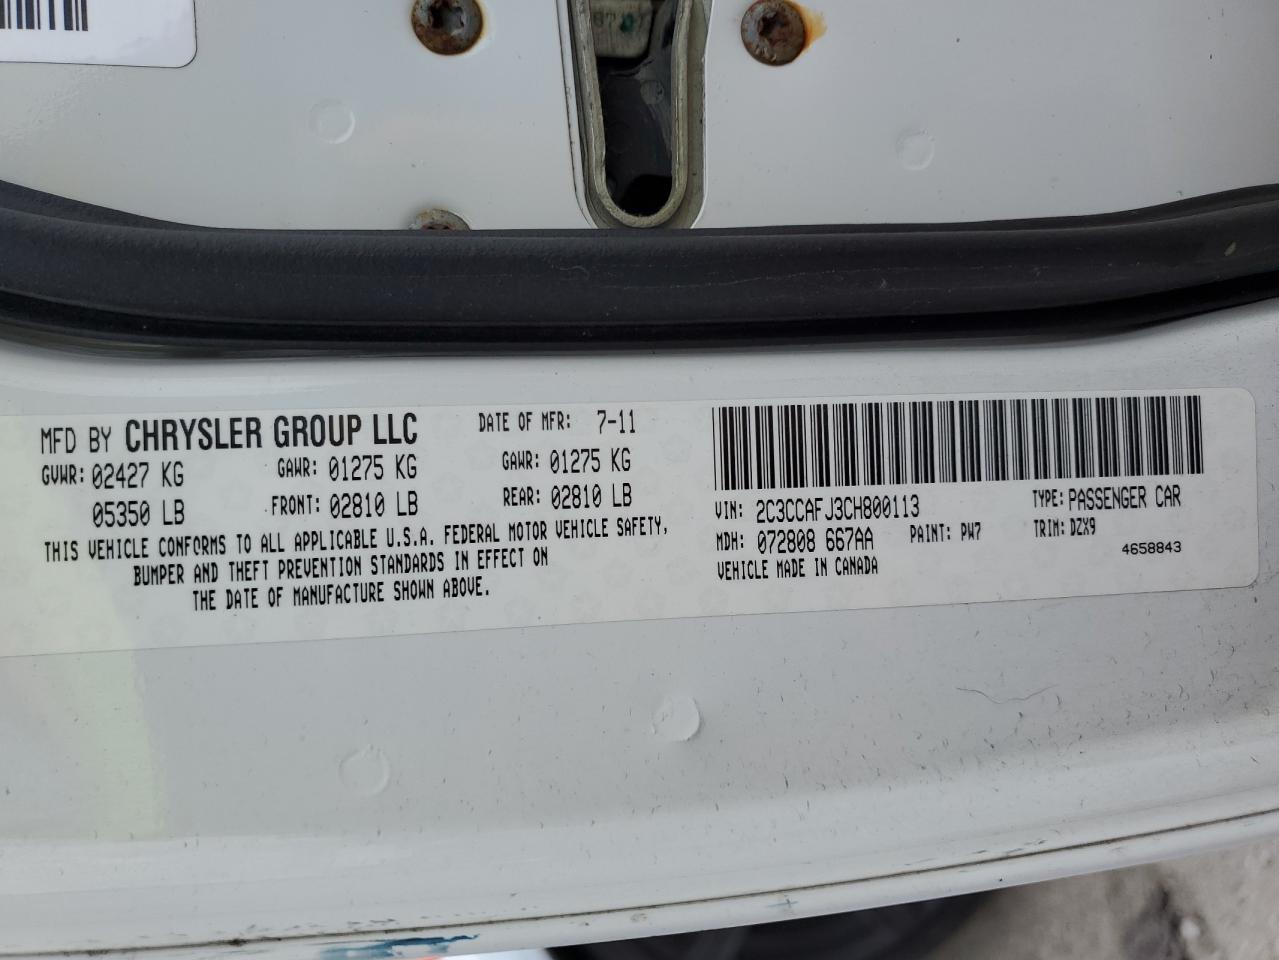 MFD BY CHRYSLER GROUP LLC DATE OF MFR: 7-11
GVWR: 02427 KG GAWR: 01275 KG GAWR: 01275 KG
05350 LB FRONT: 02810 LB REAR: 02810 LB
THIS VEHICLE CONFORMS TO ALL APPLICABLE U.S.A. FEDERAL MOTOR VEHICLE SAFETY,
BUMPER AND THEFT PREVENTION STANDARDS IN EFFECT ON
THE DATE OF MANUFACTURE SHOWN ABOVE.
VIN: 2C3CCAFJ3CH800113 TYPE: PASSENGER CAR
MDH: 072808 667AA PAINT: PW7 TRIM: DZX9
VEHICLE MADE IN CANADA 4658843